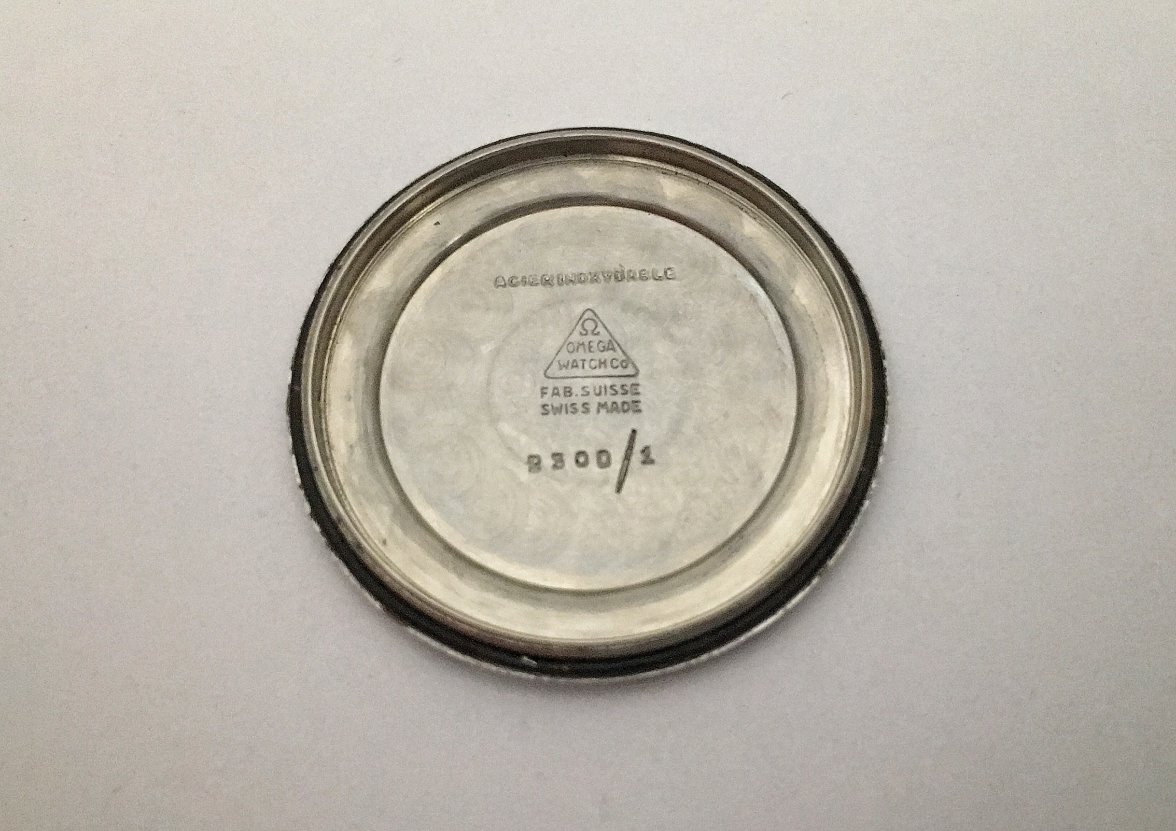 ACIER INOXYDABLE
Ω
OMEGA
WATCH Co
FAB. SUISSE
SWISS MADE
2300/1